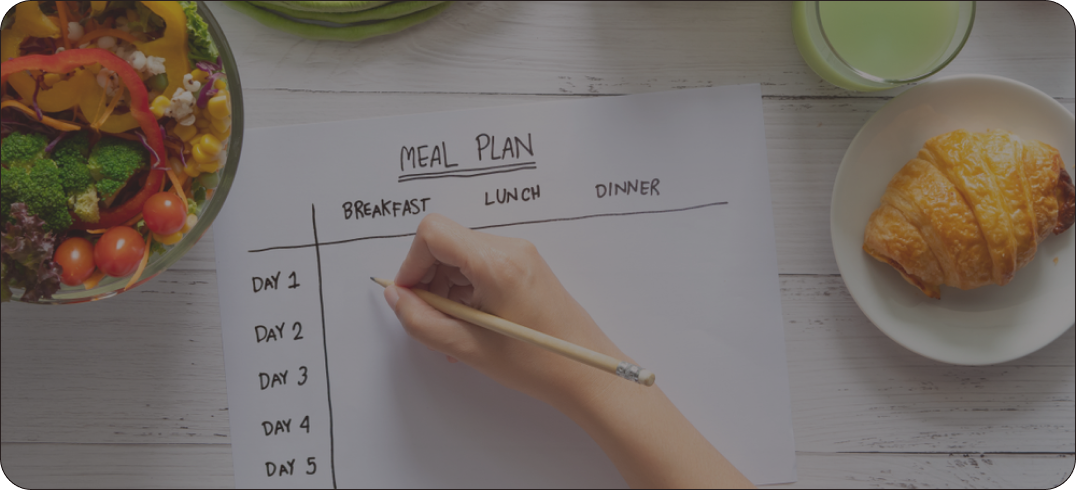 MEAL PLAN
BREAKFAST LUNCH DINNER
DAY 1
DAY 2
DAY 3
DAY 4
DAY 5